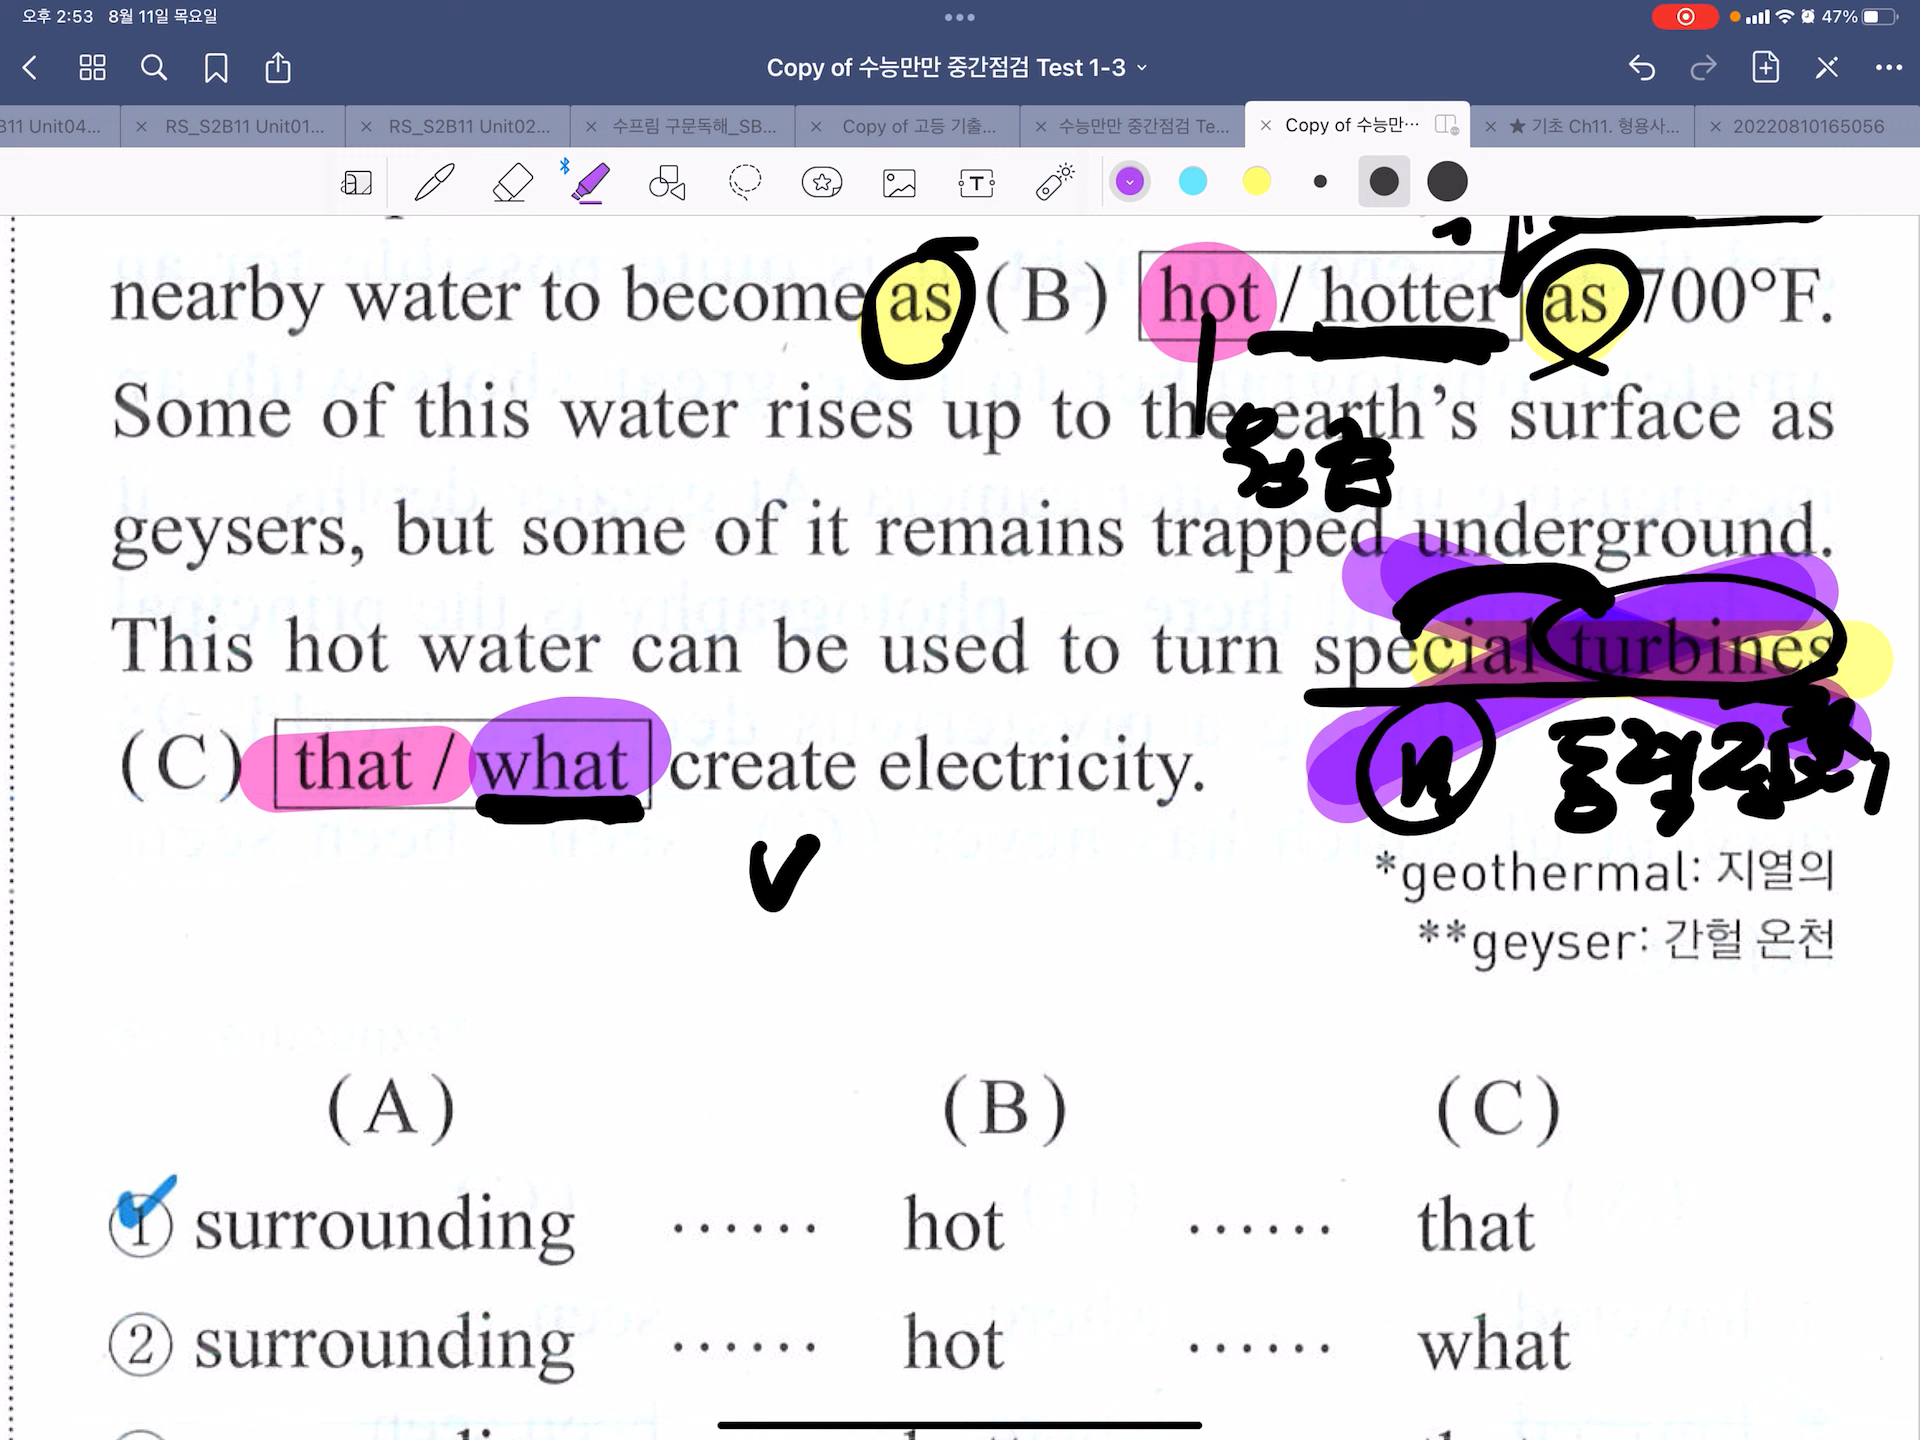 오후 2:53 8월 11일 목요일
47%
Copy of 수능만만 중간점검 Test 1-3
B11 Unit04... RS_S2B11 Unit01... RS_S2B11 Unit02... 수프림 구문독해_SB... Copy of 고등 기출... 수능만만 중간점검 Te... Copy of 수능만... ★ 기초 Ch11. 형용사... 20220810165056
nearby water to become as (B) hot / hotter as 700°F.
Some of this water rises up to the earth's surface as
원급
geysers, but some of it remains trapped underground.
This hot water can be used to turn special turbines
(C) that / what create electricity.
*geothermal: 지열의
**geyser: 간헐 온천
(A) (B) (C)
① surrounding ...... hot ...... that
② surrounding ...... hot ...... what